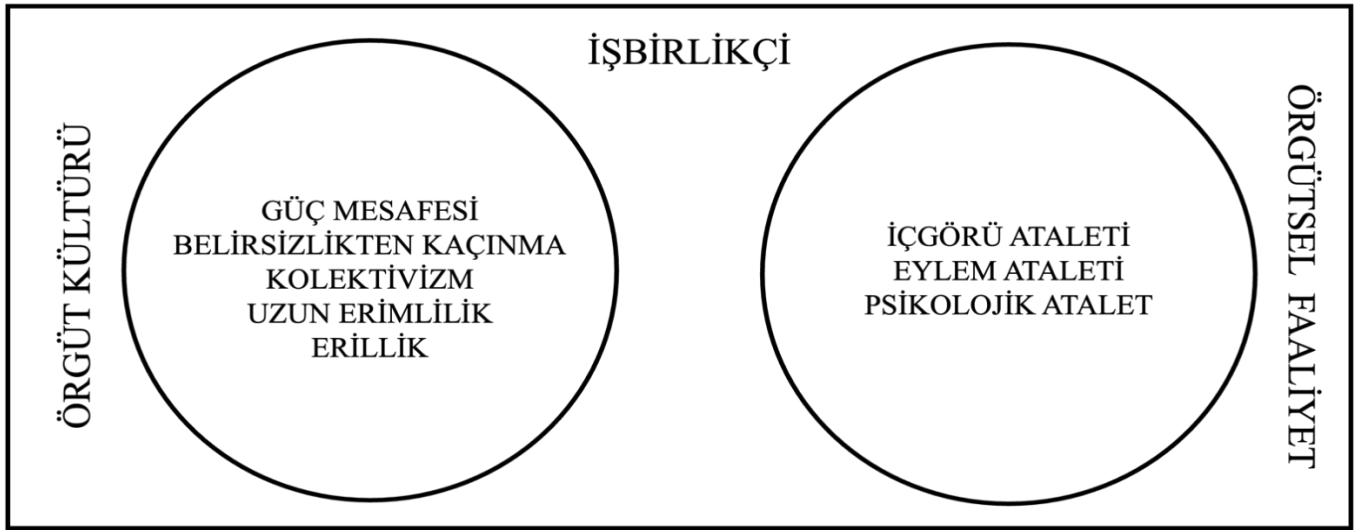 İŞBİRLİKÇİ
ÖRGÜT KÜLTÜRÜ
GÜÇ MESAFESİ
BELİRSİZLİKTEN KAÇINMA
KOLEKTİVİZM
UZUN ERİMLİLİK
ERİLLİK
İÇGÖRÜ ATALETİ
EYLEM ATALETİ
PSİKOLOJİK ATALET
ÖRGÜTSEL FAALİYET